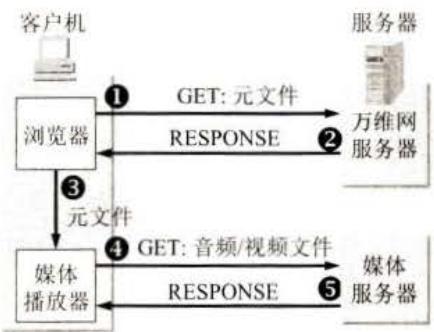 客户机
服务器
❶
GET: 元文件
浏览器
RESPONSE
❷
万维网
服务器
❸
元文件
❹
GET: 音频/视频文件
媒体
播放器
RESPONSE
❺
媒体
服务器